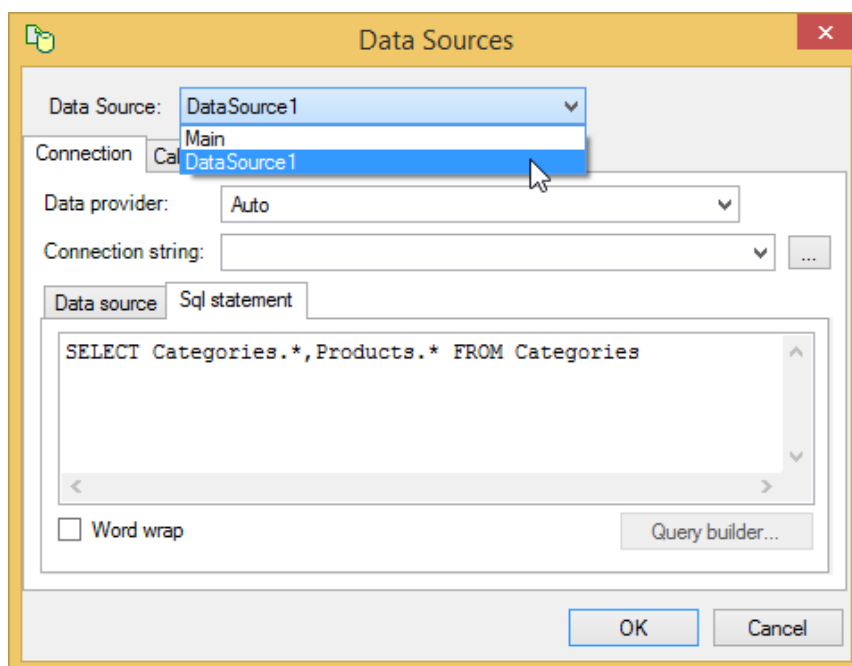 Data Sources
Data Source: DataSource1
Main
DataSource1
Connection
Data provider: Auto
Connection string: ...
Data source Sql statement
SELECT Categories.*,Products.* FROM Categories
Word wrap Query builder...
OK Cancel